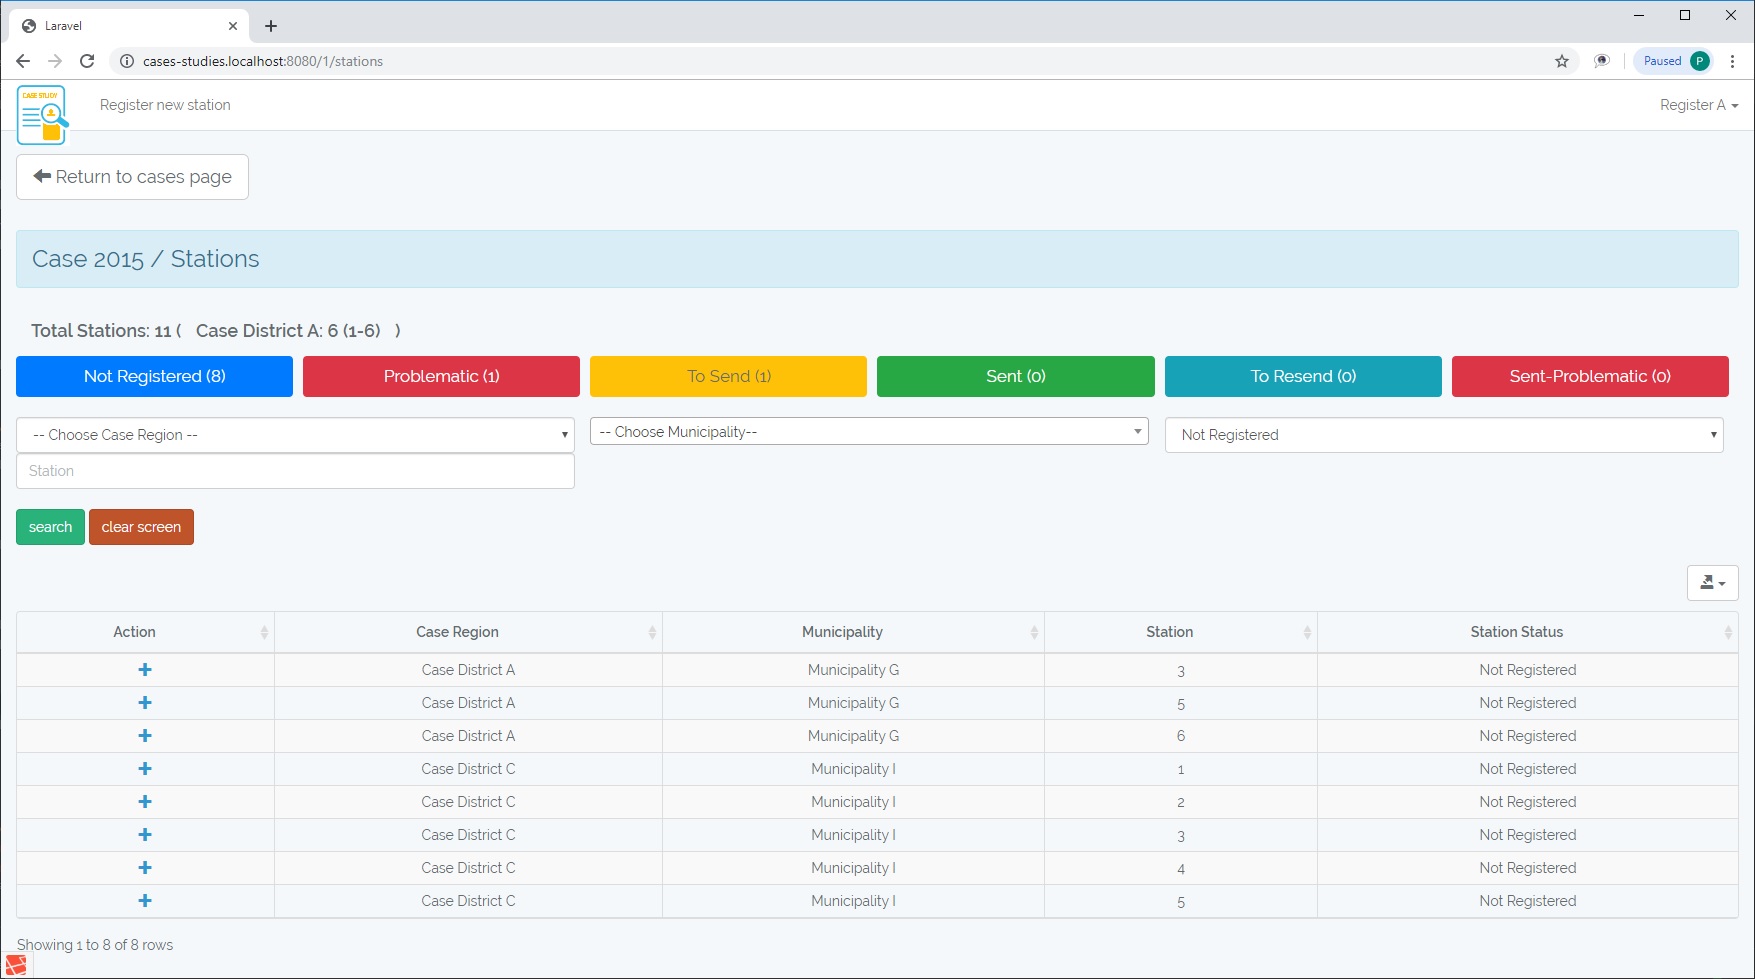 Laravel
cases-studies.localhost:8080/1/stations
Paused P
CASE STUDY
Register new station
Register A
Return to cases page
Case 2015 / Stations
Total Stations: 11 ( Case District A: 6 (1-6) )
Not Registered (8) Problematic (1) To Send (1) Sent (0) To Resend (0) Sent-Problematic (0)
-- Choose Case Region -- -- Choose Municipality-- Not Registered
Station
search clear screen
Action Case Region Municipality Station Station Status
Case District A Municipality G 3 Not Registered
Case District A Municipality G 5 Not Registered
Case District A Municipality G 6 Not Registered
Case District C Municipality I 1 Not Registered
Case District C Municipality I 2 Not Registered
Case District C Municipality I 3 Not Registered
Case District C Municipality I 4 Not Registered
Case District C Municipality I 5 Not Registered
Showing 1 to 8 of 8 rows